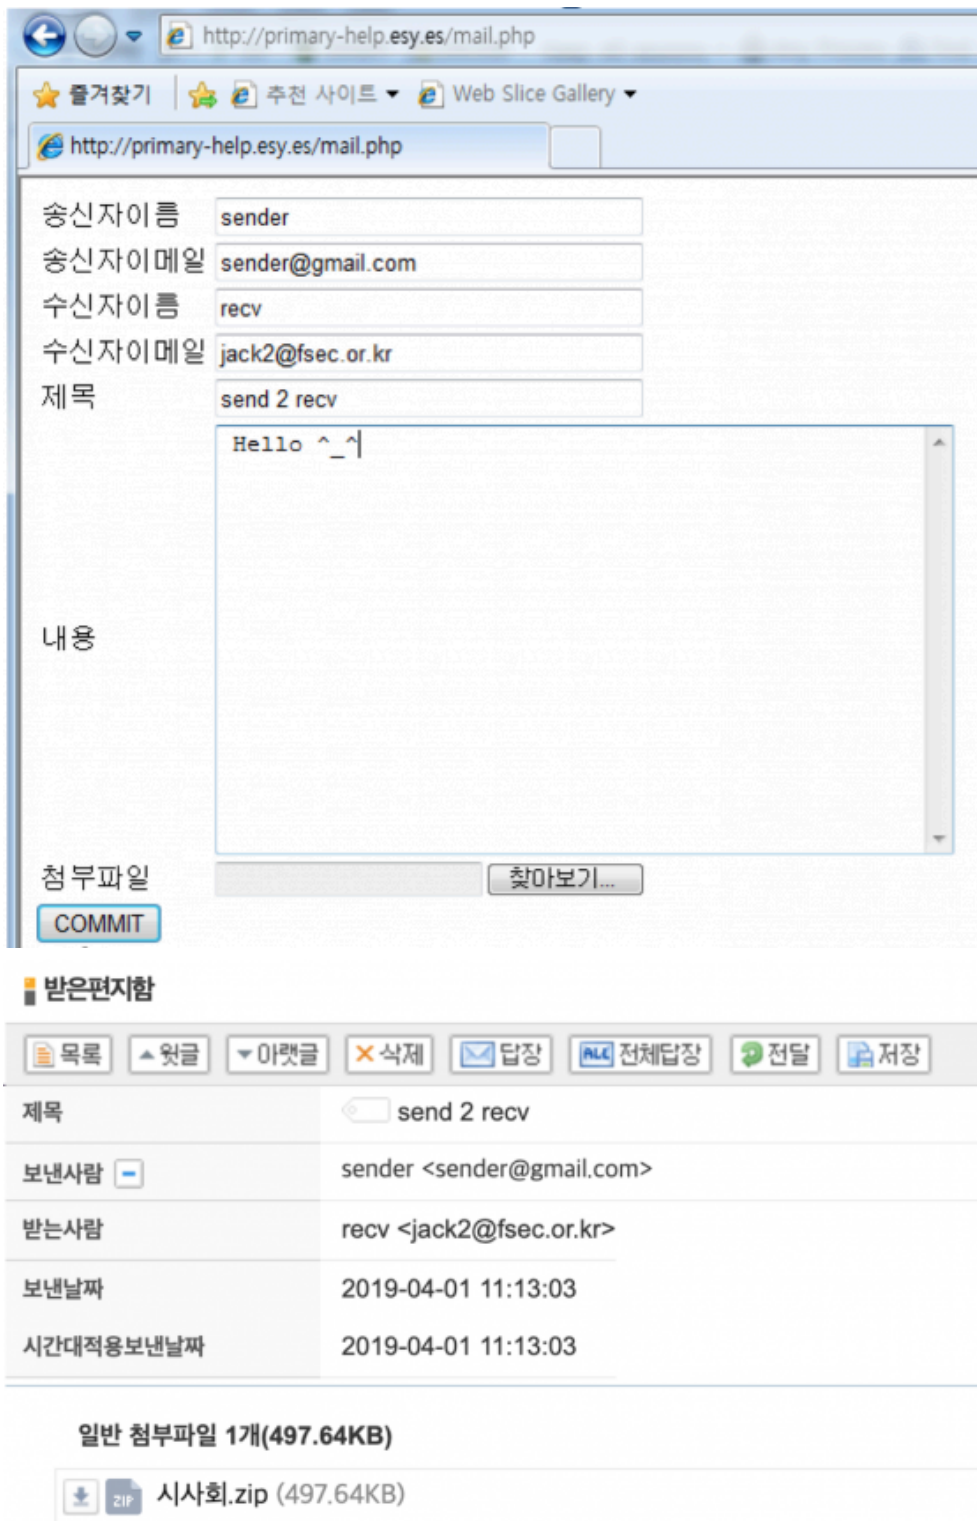 http://primary-help.esy.es/mail.php
즐겨찾기 추천 사이트 Web Slice Gallery
http://primary-help.esy.es/mail.php
송신자이름 sender
송신자이메일 sender@gmail.com
수신자이름 recv
수신자이메일 jack2@fsec.or.kr
제목 send 2 recv
Hello ^_^
내용
첨부파일 찾아보기...
COMMIT
받은편지함
목록 윗글 아랫글 삭제 답장 ALL 전체답장 전달 저장
제목 send 2 recv
보낸사람 sender <sender@gmail.com>
받는사람 recv <jack2@fsec.or.kr>
보낸날짜 2019-04-01 11:13:03
시간대적용보낸날짜 2019-04-01 11:13:03
일반 첨부파일 1개(497.64KB)
ZIP 시사회.zip (497.64KB)